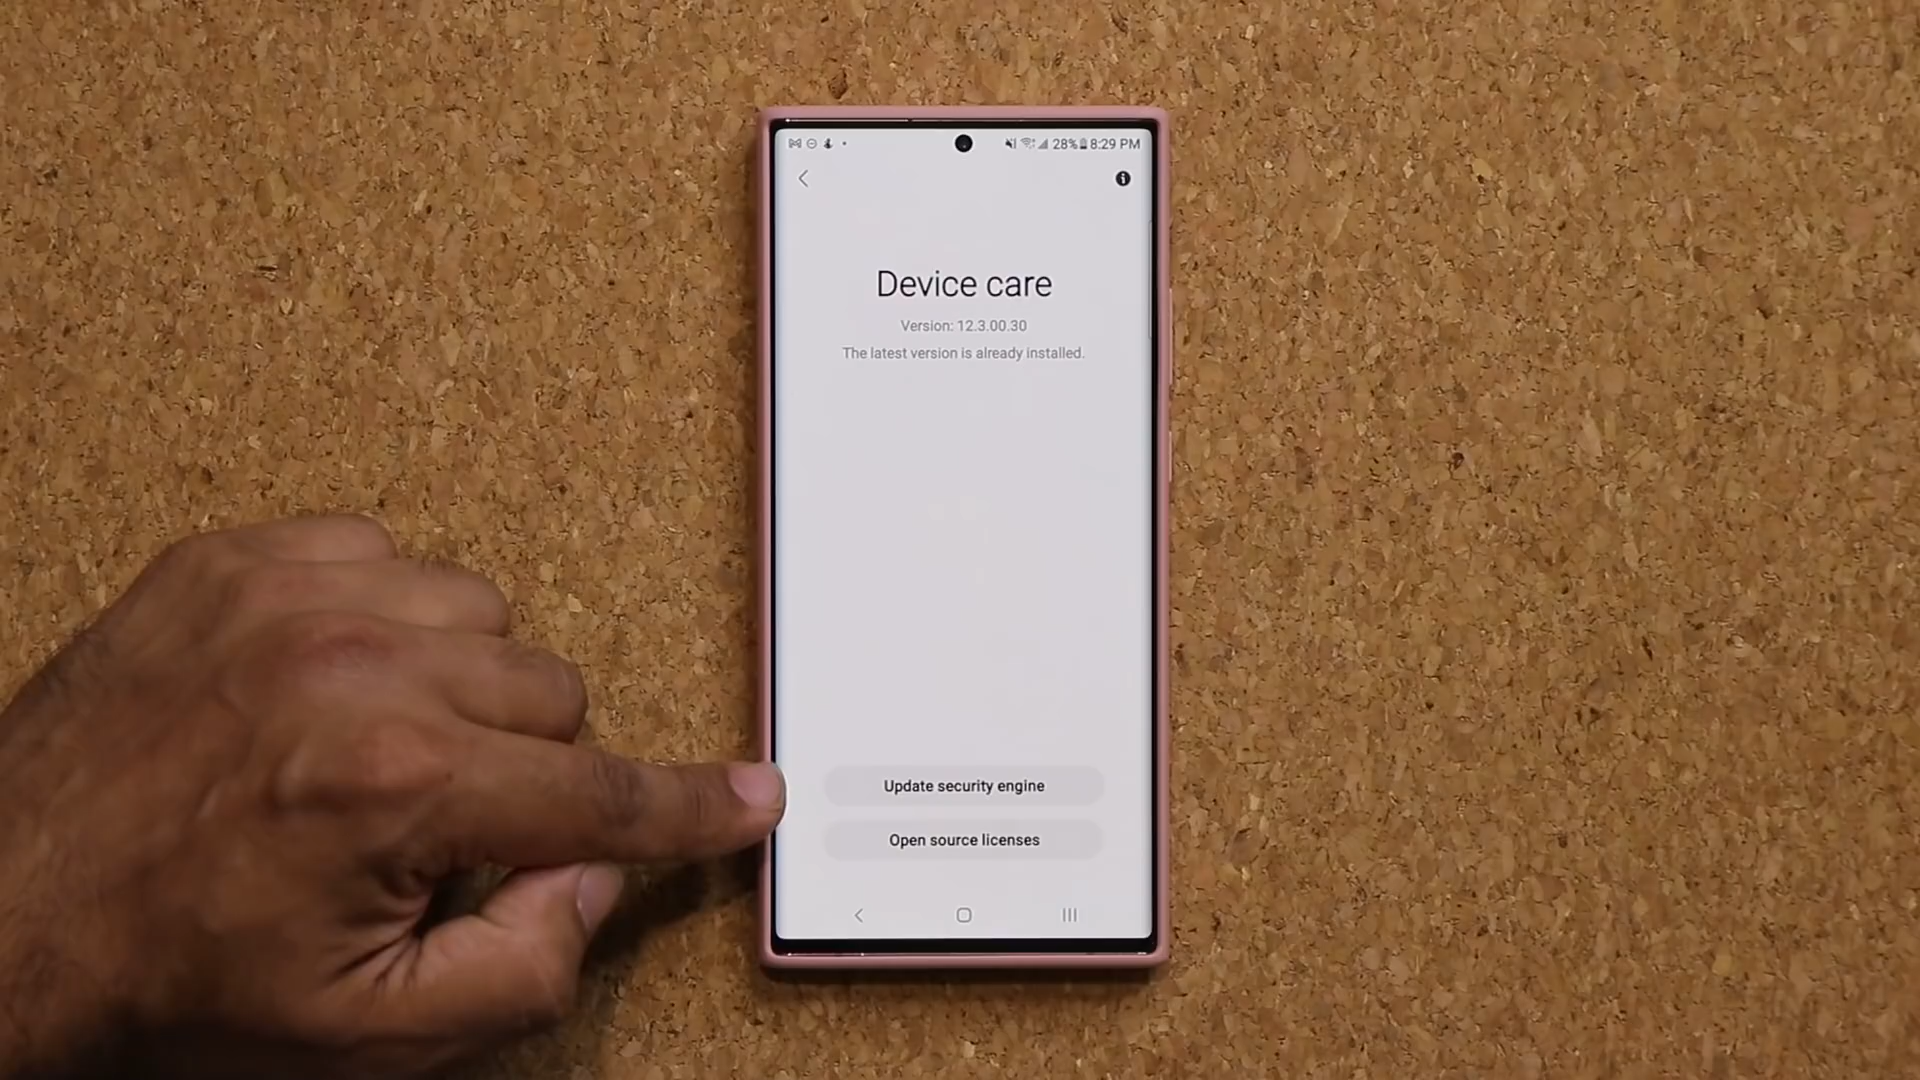 28% 8:29 PM
Device care
Version: 12.3.00.30
The latest version is already installed.
Update security engine
Open source licenses